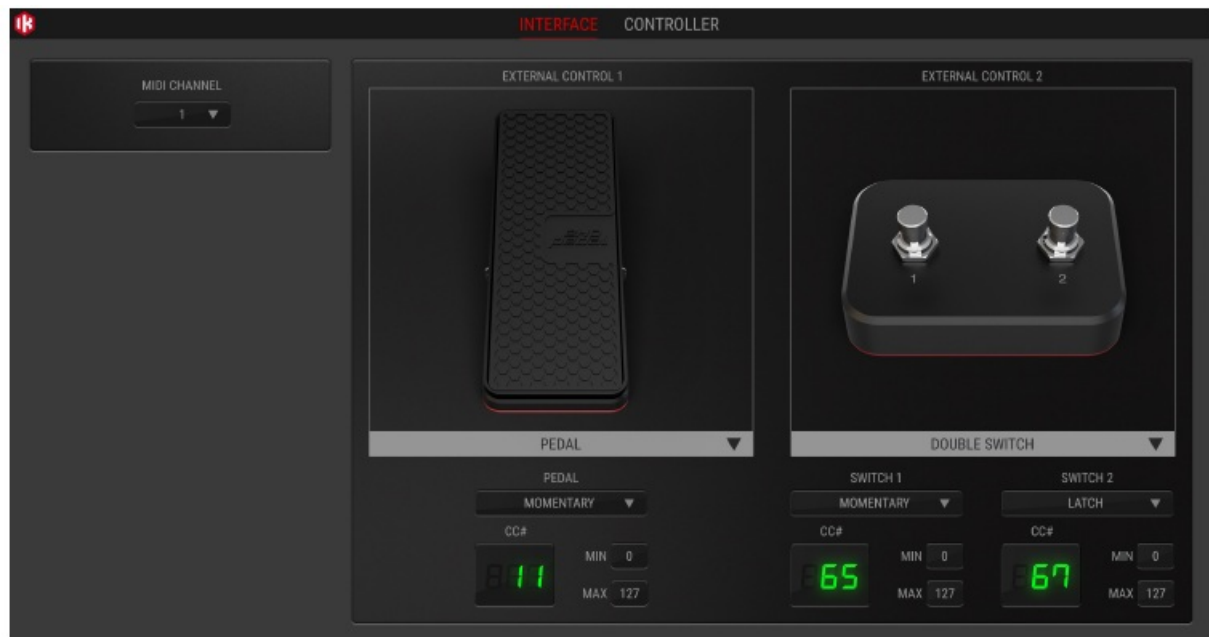 IK
INTERFACE CONTROLLER
MIDI CHANNEL
1
EXTERNAL CONTROL 1
PEDAL
PEDAL
MOMENTARY
CC#
11
MIN 0
MAX 127
EXTERNAL CONTROL 2
1 2
DOUBLE SWITCH
SWITCH 1
MOMENTARY
CC#
65
MIN 0
MAX 127
SWITCH 2
LATCH
CC#
67
MIN 0
MAX 127